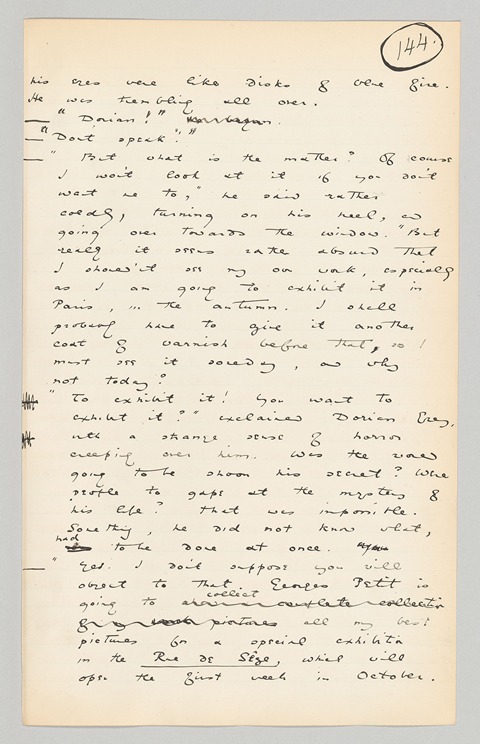 144.
his eyes were like disks of blue fire.
He was trembling all over.
"Dorian!"
"Don't speak!"
"But what is the matter? Of course
I won't look at it if you don't
want me to," he said rather
coldly, turning on his heel, and
going over towards the window. "But
really it seems rather absurd that
I shouldn't see my own work, especially
as I am going to exhibit it in
Paris, in the autumn. I shall
probably have to give it another
coat of varnish before that, so I
must see it someday, and why
not today?
"To exhibit it! You want to
exhibit it?" exclaimed Dorian Gray,
with a strange sense of horror
creeping over him. Was the world
going to be shown his secret? Were
people to gape at the mystery of
his life? That was impossible.
Something, he did not know what,
had
to be done at once.
"Yes. I don't suppose you will
object to that. Georges Petit is
collect
going to have a complete collection
of my pictures all my best
pictures for a special exhibition
in the Rue de Sèze, which will
open the first week in October.